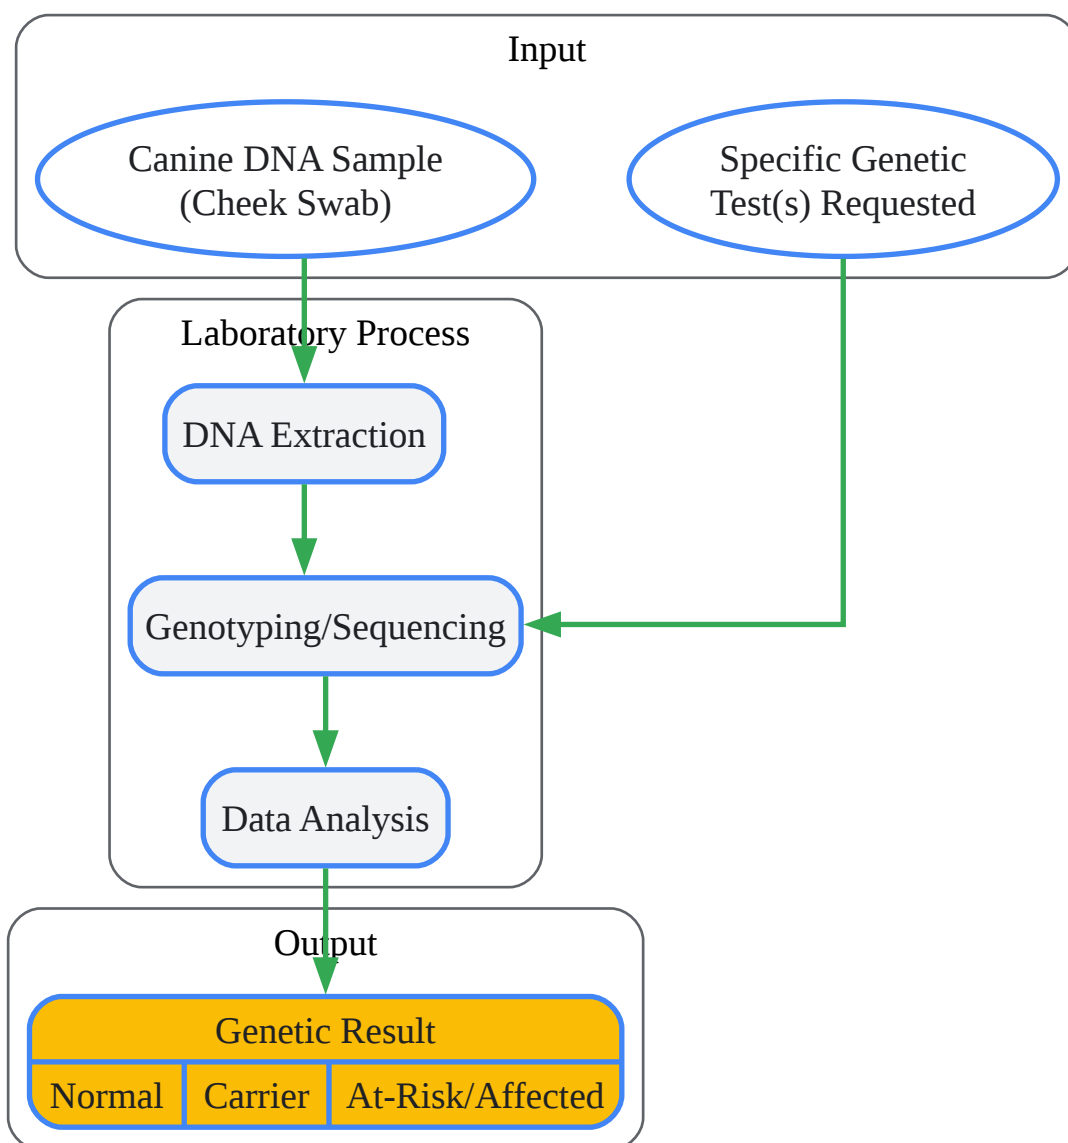 Input
Canine DNA Sample
(Cheek Swab)
Specific Genetic
Test(s) Requested
Laboratory Process
DNA Extraction
Genotyping/Sequencing
Data Analysis
Output
Genetic Result
Normal
Carrier
At-Risk/Affected